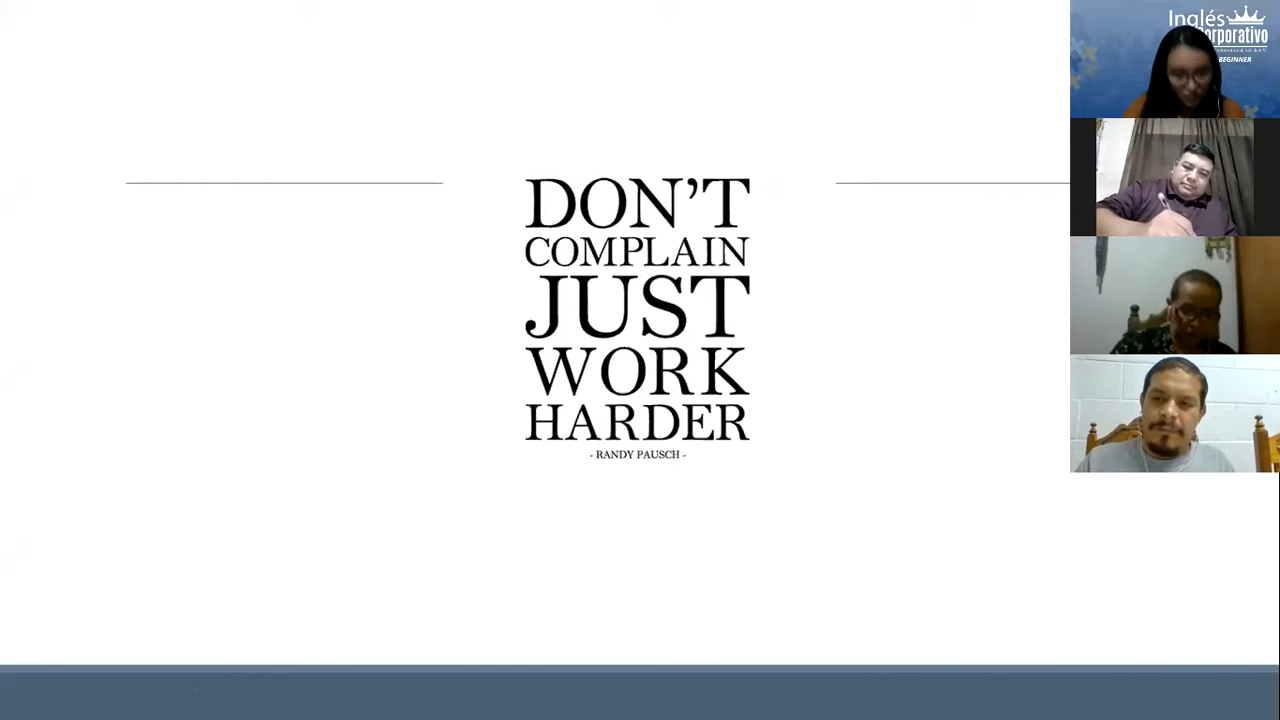 DON'T
COMPLAIN
JUST
WORK
HARDER
- RANDY PAUSCH -
Inglés
Corporativo
BEGINNER